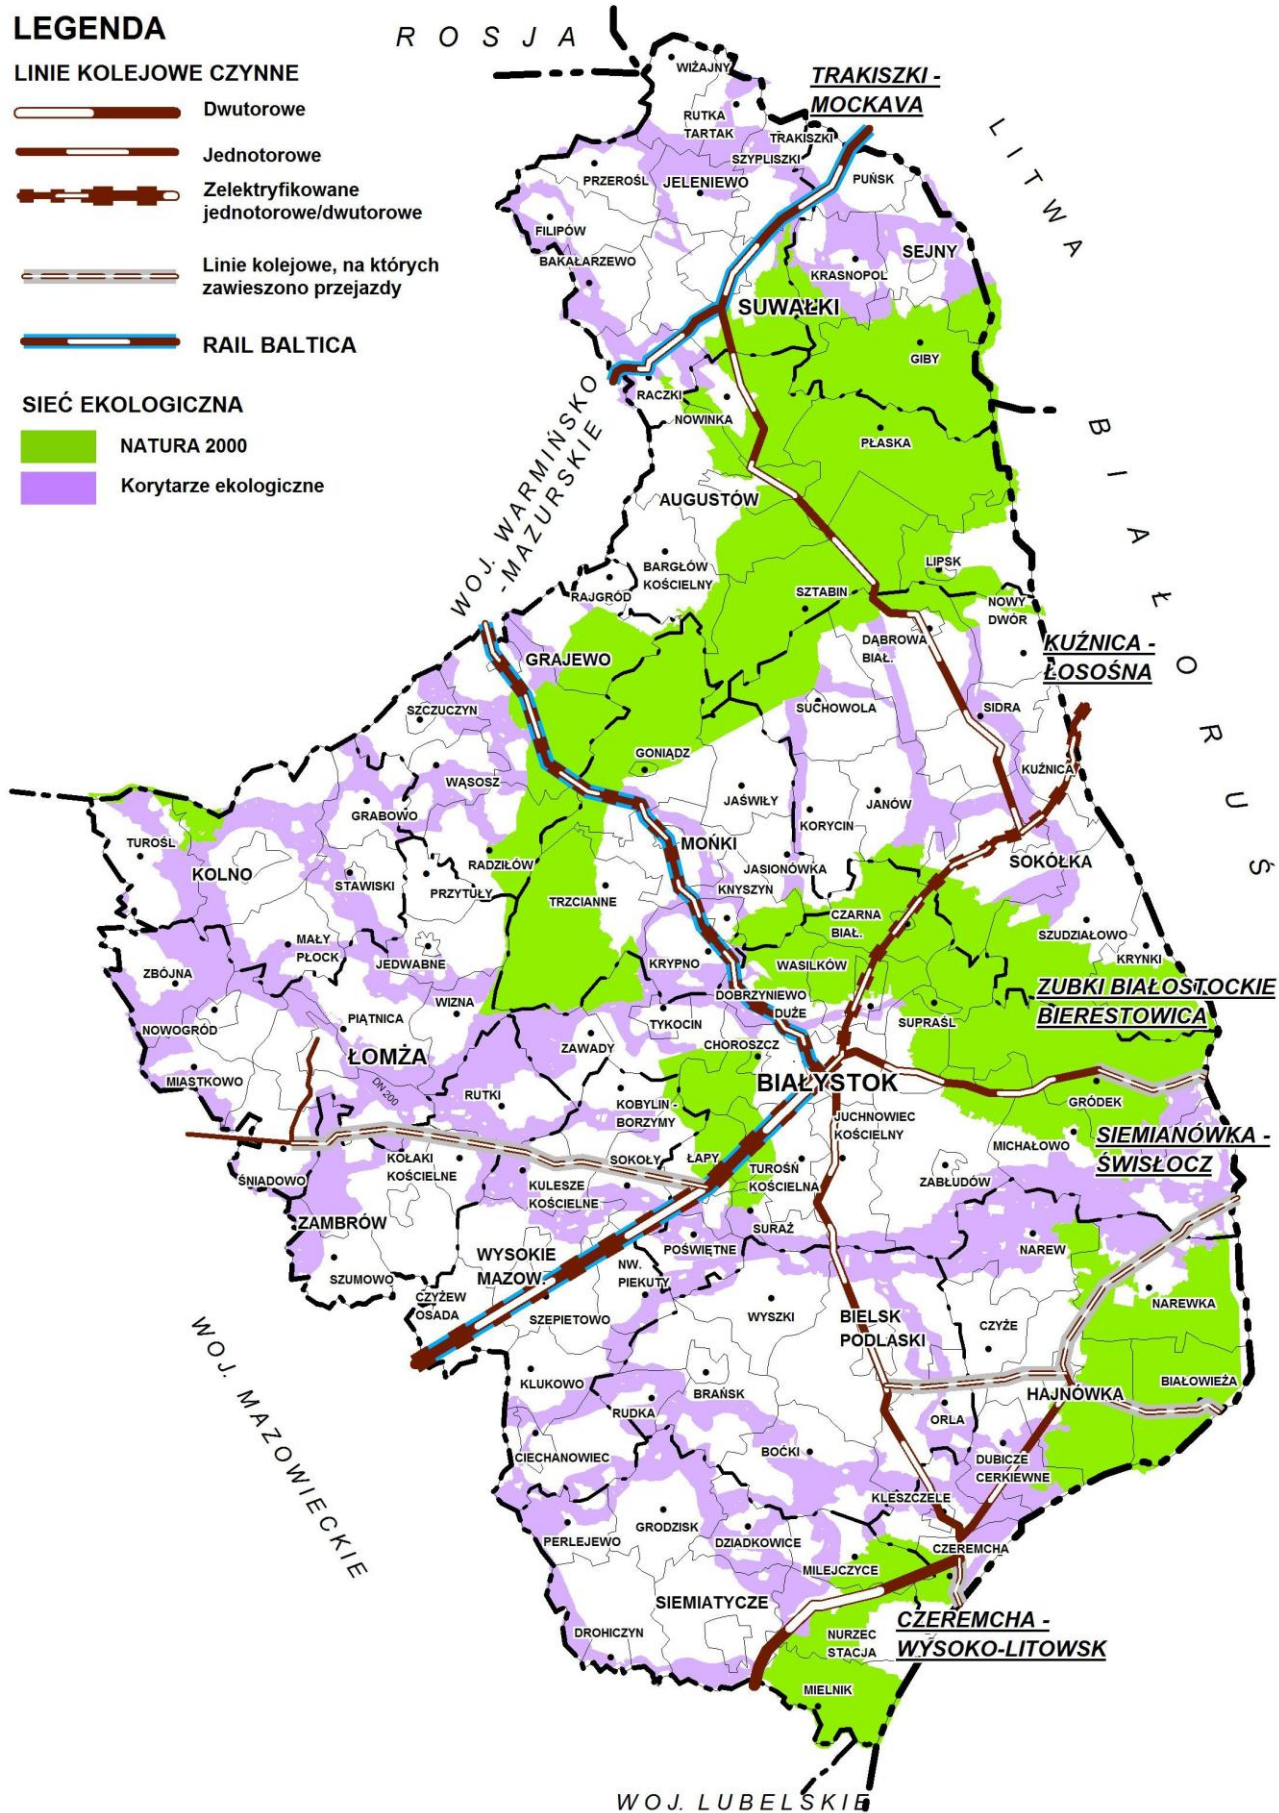 LEGENDA
LINIE KOLEJOWE CZYNNE
Dwutorowe
Jednotorowe
Zelektryfikowane
jednotorowe/dwutorowe
Linie kolejowe, na których
zawieszono przejazdy
RAIL BALTICA
SIEĆ EKOLOGICZNA
NATURA 2000
Korytarze ekologiczne
ROSJA
LITWA
BIAŁORUŚ
WOJ. WARMIŃSKO
-MAZURSKIE
WOJ. MAZOWIECKIE
WOJ. LUBELSKIE
TRAKISZKI -
MOCKAVA
KUŹNICA -
ŁOSOŚNA
ZUBKI BIAŁOSTOCKIE
BIERESTOWICA
SIEMIANÓWKA -
ŚWISŁOCZ
CZEREMCHA -
WYSOKO-LITOWSK
WIŻAJNY
RUTKA
TARTAK
TRAKISZKI
SZYPLISZKI
PRZEROŚL
JELENIEWO
PUŃSK
FILIPÓW
SEJNY
BAKAŁARZEWO
KRASNOPOL
SUWAŁKI
GIBY
RACZKI
NOWINKA
PŁASKA
AUGUSTÓW
BARGŁÓW
KOŚCIELNY
LIPSK
RAJGRÓD
SZTABIN
NOWY
DWÓR
DĄBROWA
BIAŁ.
GRAJEWO
SZCZUCZYN
SUCHOWOLA
SIDRA
GONIĄDZ
KUŹNICA
WĄSOSZ
JAŚWIŁY
JANÓW
GRABOWO
KORYCIN
TUROŚL
MOŃKI
SOKÓŁKA
RADZIŁÓW
JASIONÓWKA
KOLNO
STAWISKI
PRZYTUŁY
KNYSZYN
TRZCIANNE
CZARNA
BIAŁ.
SZUDZIAŁOWO
MAŁY
PŁOCK
JEDWABNE
KRYPNO
WASILKÓW
KRYNKI
ZBÓJNA
WIZNA
DOBRZYNIEWO
DUŻE
NOWOGRÓD
PIĄTNICA
TYKOCIN
SUPRAŚL
ŁOMŻA
ZAWADY
CHOROSZCZ
MIASTKOWO
DN 200
BIAŁYSTOK
RUTKI
KOBYLIN -
BORZYMY
GRÓDEK
JUCHNOWIEC
KOŚCIELNY
MICHAŁOWO
KOŁAKI
KOŚCIELNE
SOKOŁY
ŁAPY
TUROŚŃ
KOŚCIELNA
ŚNIADOWO
KULESZE
KOŚCIELNE
ZABŁUDÓW
ZAMBRÓW
SURAŻ
POŚWIĘTNE
NAREW
WYSOKIE
MAZOW.
SZUMOWO
NW.
PIEKUTY
CZYŻEW
OSADA
SZEPIETOWO
WYSZKI
BIELSK
PODLASKI
CZYŻE
NAREWKA
KLUKOWO
BRAŃSK
HAJNÓWKA
BIAŁOWIEŻA
RUDKA
ORLA
CIECHANOWIEC
BOĆKI
DUBICZE
CERKIEWNE
KLESZCZELE
GRODZISK
PERLEJEWO
DZIADKOWICE
CZEREMCHA
MILEJCZYCE
SIEMIATYCZE
DROHICZYN
NURZEC
STACJA
MIELNIK